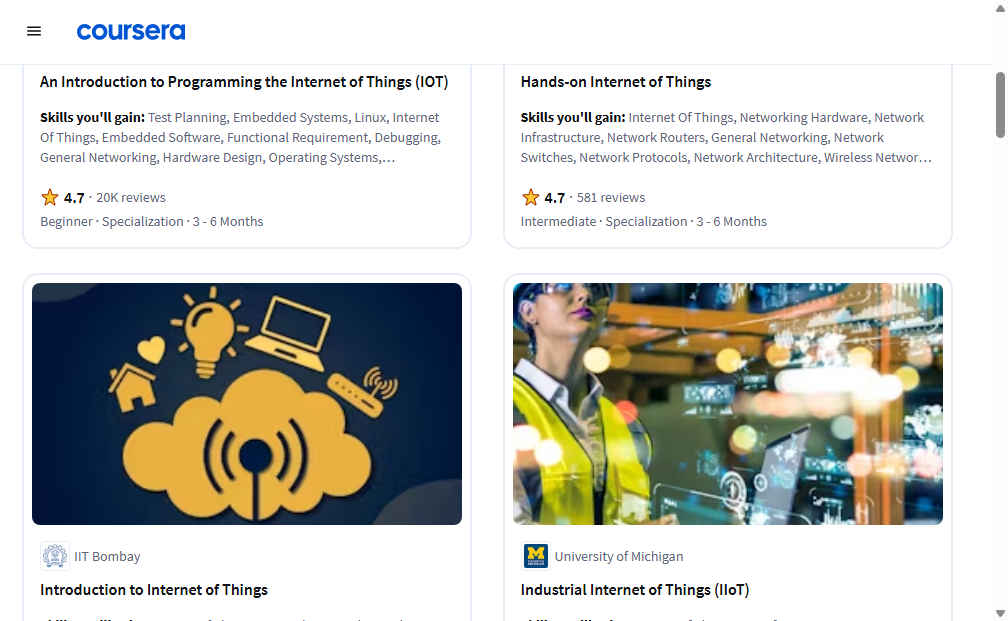 coursera
An Introduction to Programming the Internet of Things (IOT)
Skills you'll gain: Test Planning, Embedded Systems, Linux, Internet
Of Things, Embedded Software, Functional Requirement, Debugging,
General Networking, Hardware Design, Operating Systems,…
4.7 · 20K reviews
Beginner · Specialization · 3 - 6 Months
Hands-on Internet of Things
Skills you'll gain: Internet Of Things, Networking Hardware, Network
Infrastructure, Network Routers, General Networking, Network
Switches, Network Protocols, Network Architecture, Wireless Networ…
4.7 · 581 reviews
Intermediate · Specialization · 3 - 6 Months
IIT Bombay
Introduction to Internet of Things
University of Michigan
Industrial Internet of Things (IIoT)